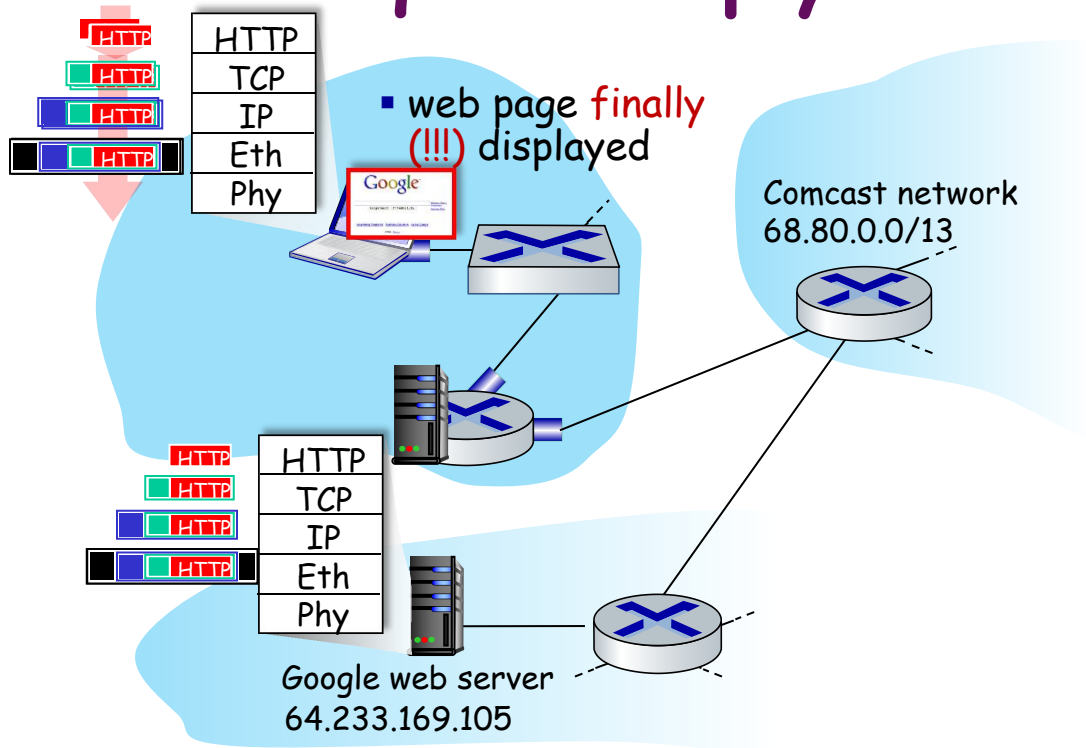 HTTP
HTTP
HTTP
HTTP
HTTP
TCP
IP
Eth
Phy
▪ web page finally
(!!!) displayed
Google
Comcast network
68.80.0.0/13
HTTP
HTTP
HTTP
HTTP
HTTP
TCP
IP
Eth
Phy
Google web server
64.233.169.105